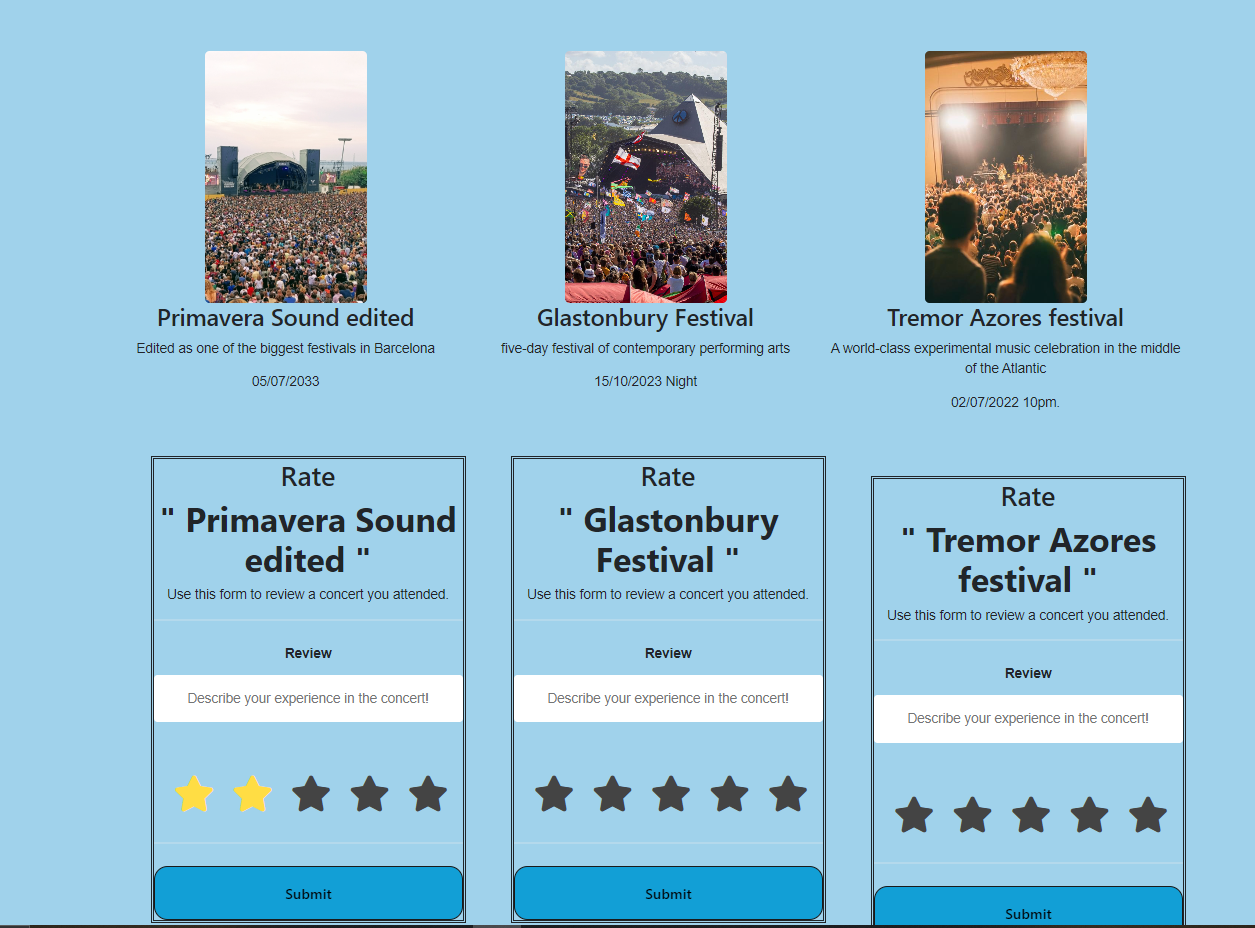 Primavera Sound edited
Edited as one of the biggest festivals in Barcelona
05/07/2033
Glastonbury Festival
five-day festival of contemporary performing arts
15/10/2023 Night
Tremor Azores festival
A world-class experimental music celebration in the middle
of the Atlantic
02/07/2022 10pm.
Rate
" Primavera Sound
edited "
Use this form to review a concert you attended.
Review
Describe your experience in the concert!
Submit
Rate
" Glastonbury
Festival "
Use this form to review a concert you attended.
Review
Describe your experience in the concert!
Submit
Rate
" Tremor Azores
festival "
Use this form to review a concert you attended.
Review
Describe your experience in the concert!
Submit